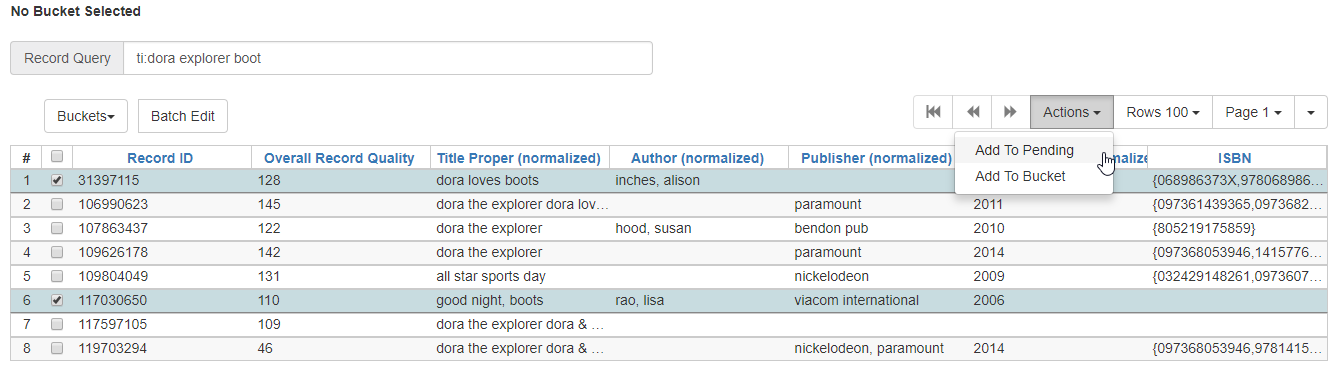 No Bucket Selected
Record Query ti:dora explorer boot
Buckets Batch Edit Actions Rows 100 Page 1
Add To Pending
Add To Bucket
# Record ID Overall Record Quality Title Proper (normalized) Author (normalized) Publisher (normalized) ISBN
1 31397115 128 dora loves boots inches, alison {068986373X,978068986...
2 106990623 145 dora the explorer dora lov... paramount 2011 {097361439365,0973682...
3 107863437 122 dora the explorer hood, susan bendon pub 2010 {805219175859}
4 109626178 142 dora the explorer paramount 2014 {097368053946,1415776...
5 109804049 131 all star sports day nickelodeon 2009 {032429148261,0973607...
6 117030650 110 good night, boots rao, lisa viacom international 2006
7 117597105 109 dora the explorer dora & ...
8 119703294 46 dora the explorer dora & ... nickelodeon, paramount 2014 {097368053946,9781415...